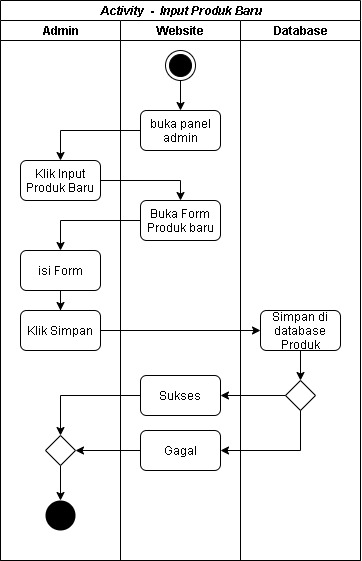 Activity - Input Produk Baru
Admin
Website
Database
buka panel
admin
Klik Input
Produk Baru
Buka Form
Produk baru
isi Form
Klik Simpan
Simpan di
database
Produk
Sukses
Gagal